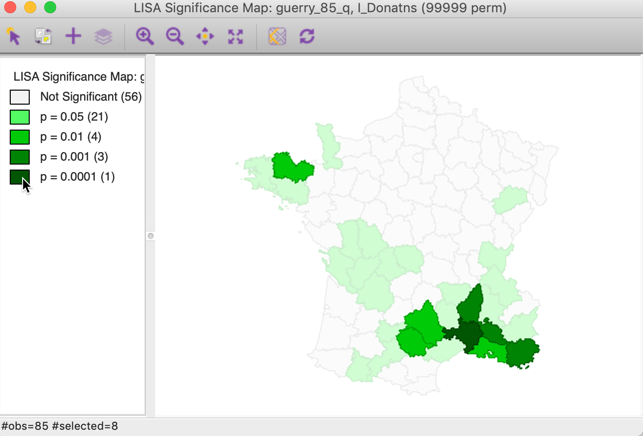 LISA Significance Map: guerry_85_q, I_Donatns (99999 perm)
LISA Significance Map: g
Not Significant (56)
p = 0.05 (21)
p = 0.01 (4)
p = 0.001 (3)
p = 0.0001 (1)
#obs=85 #selected=8